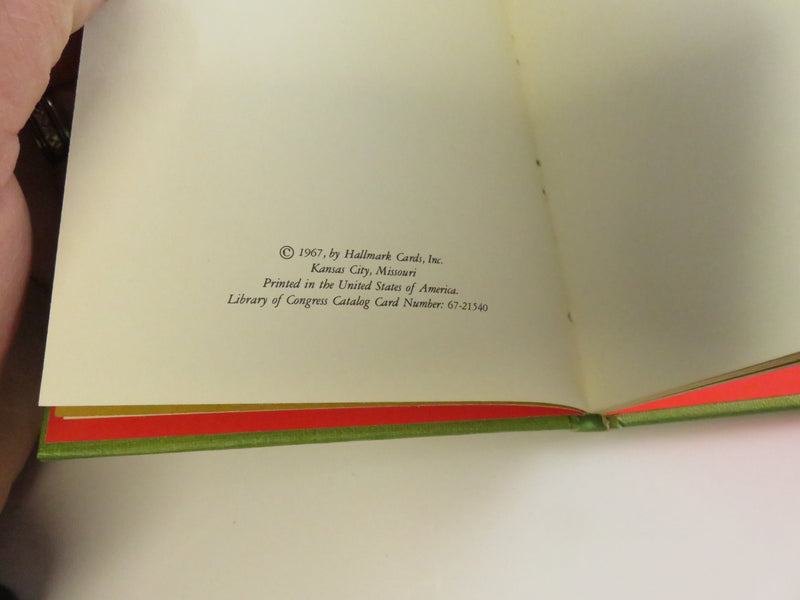 © 1967, by Hallmark Cards, Inc.
Kansas City, Missouri
Printed in the United States of America.
Library of Congress Catalog Card Number: 67-21540